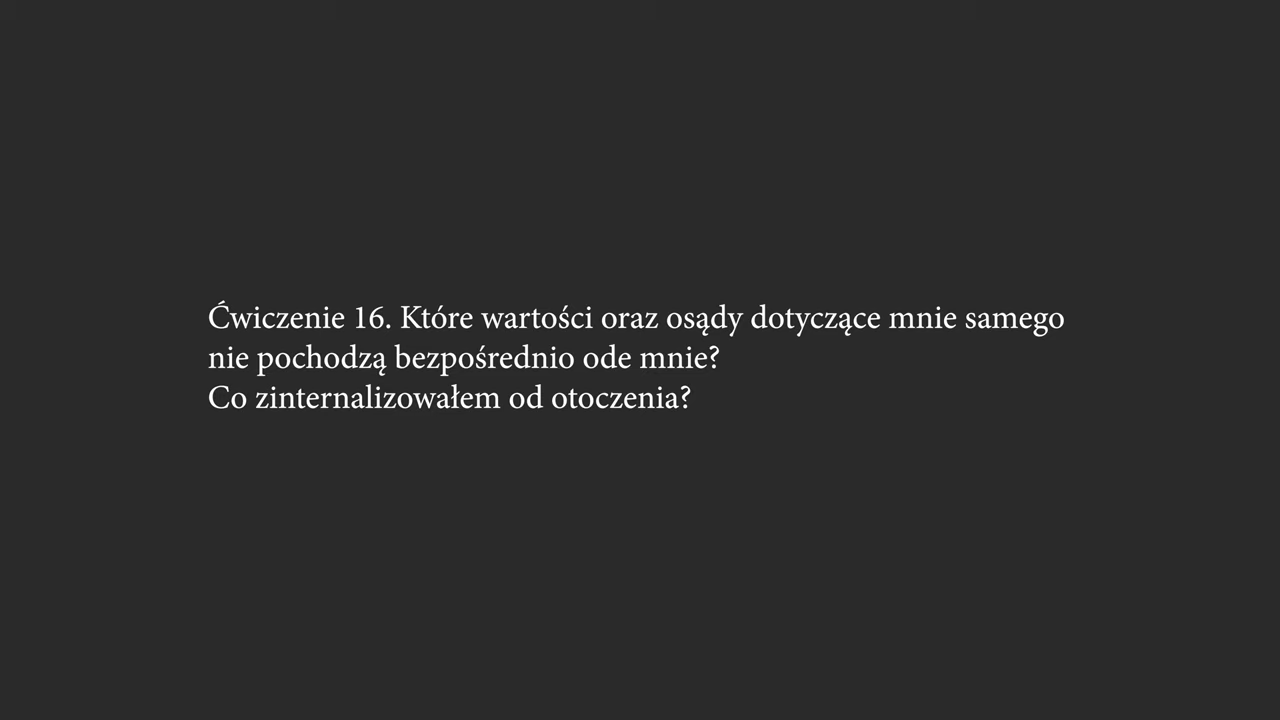 Ćwiczenie 16. Które wartości oraz osądy dotyczące mnie samego
nie pochodzą bezpośrednio ode mnie?
Co zinternalizowałem od otoczenia?